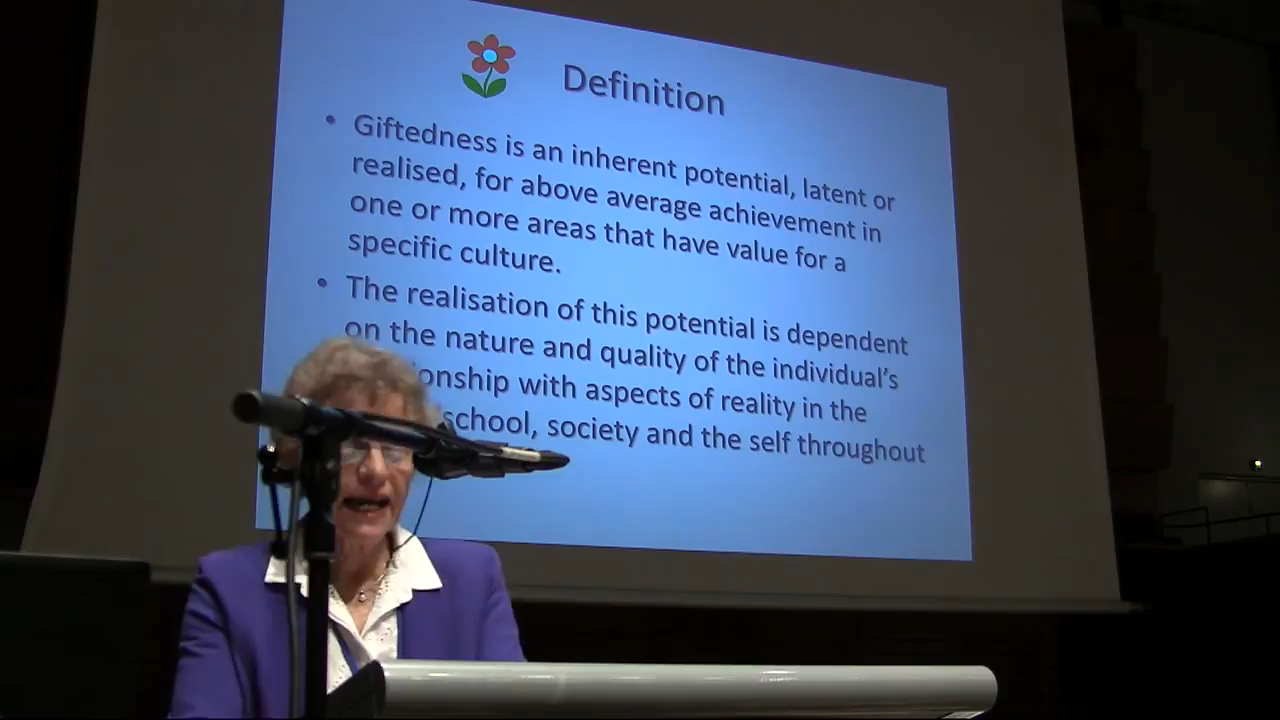 Definition
• Giftedness is an inherent potential, latent or
realised, for above average achievement in
one or more areas that have value for a
specific culture.
• The realisation of this potential is dependent
on the nature and quality of the individual's
ionship with aspects of reality in the
school, society and the self throughout